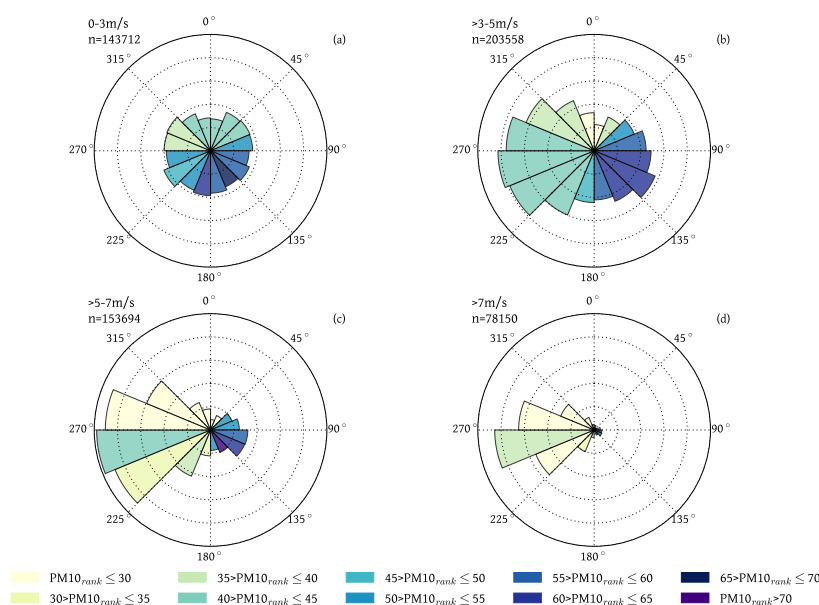 0-3m/s
n=143712
(a)
0°
45°
90°
135°
180°
225°
270°
315°
>3-5m/s
n=203558
(b)
0°
45°
90°
135°
180°
225°
270°
315°
>5-7m/s
n=153694
(c)
0°
45°
90°
135°
180°
225°
270°
315°
>7m/s
n=78150
(d)
0°
45°
90°
135°
180°
225°
270°
315°
PM10rank ≤ 30
30>PM10rank ≤ 35
35>PM10rank ≤ 40
40>PM10rank ≤ 45
45>PM10rank ≤ 50
50>PM10rank ≤ 55
55>PM10rank ≤ 60
60>PM10rank ≤ 65
65>PM10rank ≤ 70
PM10rank>70